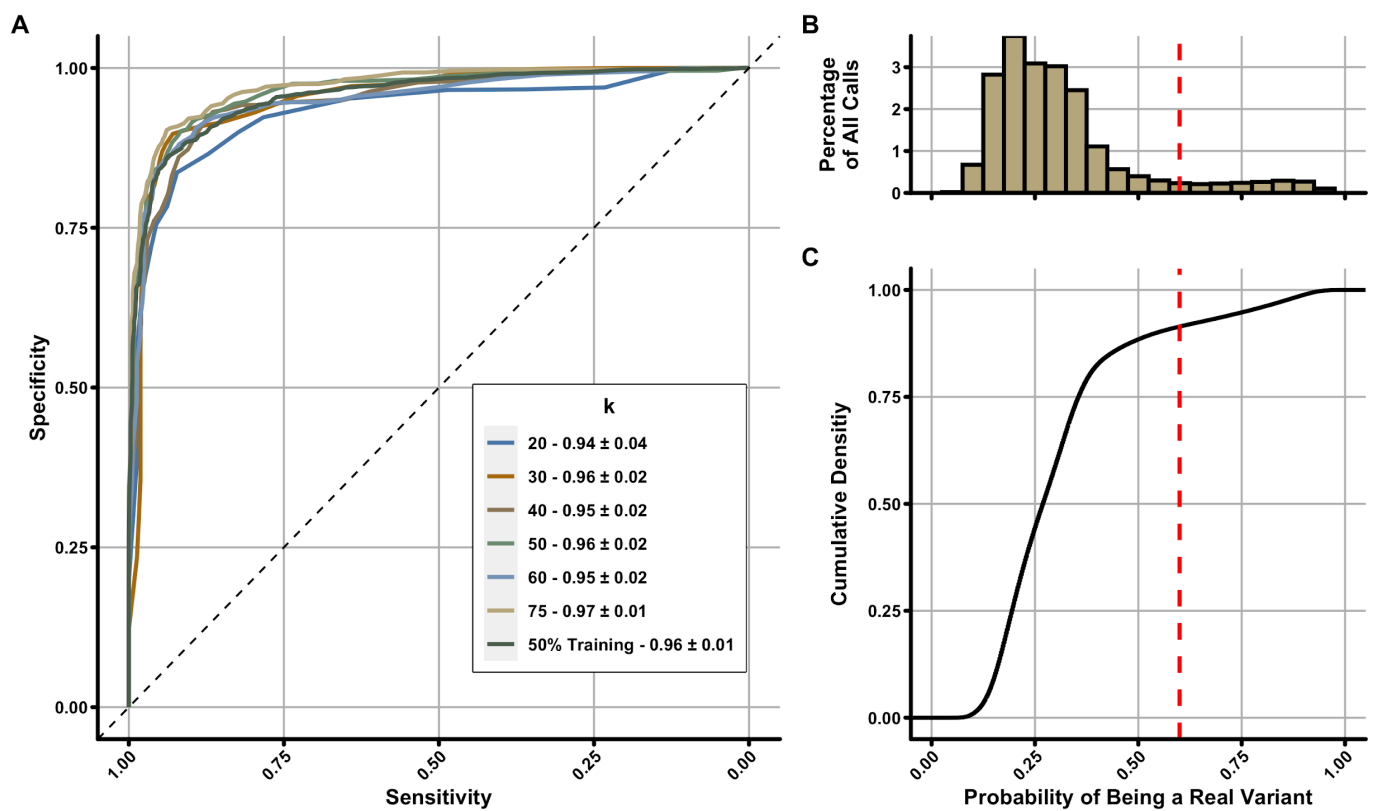 A
1.00
0.75
0.50
0.25
0.00
Specificity
1.00
0.75
0.50
0.25
0.00
Sensitivity
k
20 - 0.94 ± 0.04
30 - 0.96 ± 0.02
40 - 0.95 ± 0.02
50 - 0.96 ± 0.02
60 - 0.95 ± 0.02
75 - 0.97 ± 0.01
50% Training - 0.96 ± 0.01
B
Percentage
of All Calls
3
2
1
0
C
1.00
0.75
0.50
0.25
0.00
Cumulative Densitiy
0.00
0.25
0.50
0.75
1.00
Probability of Being a Real Variant